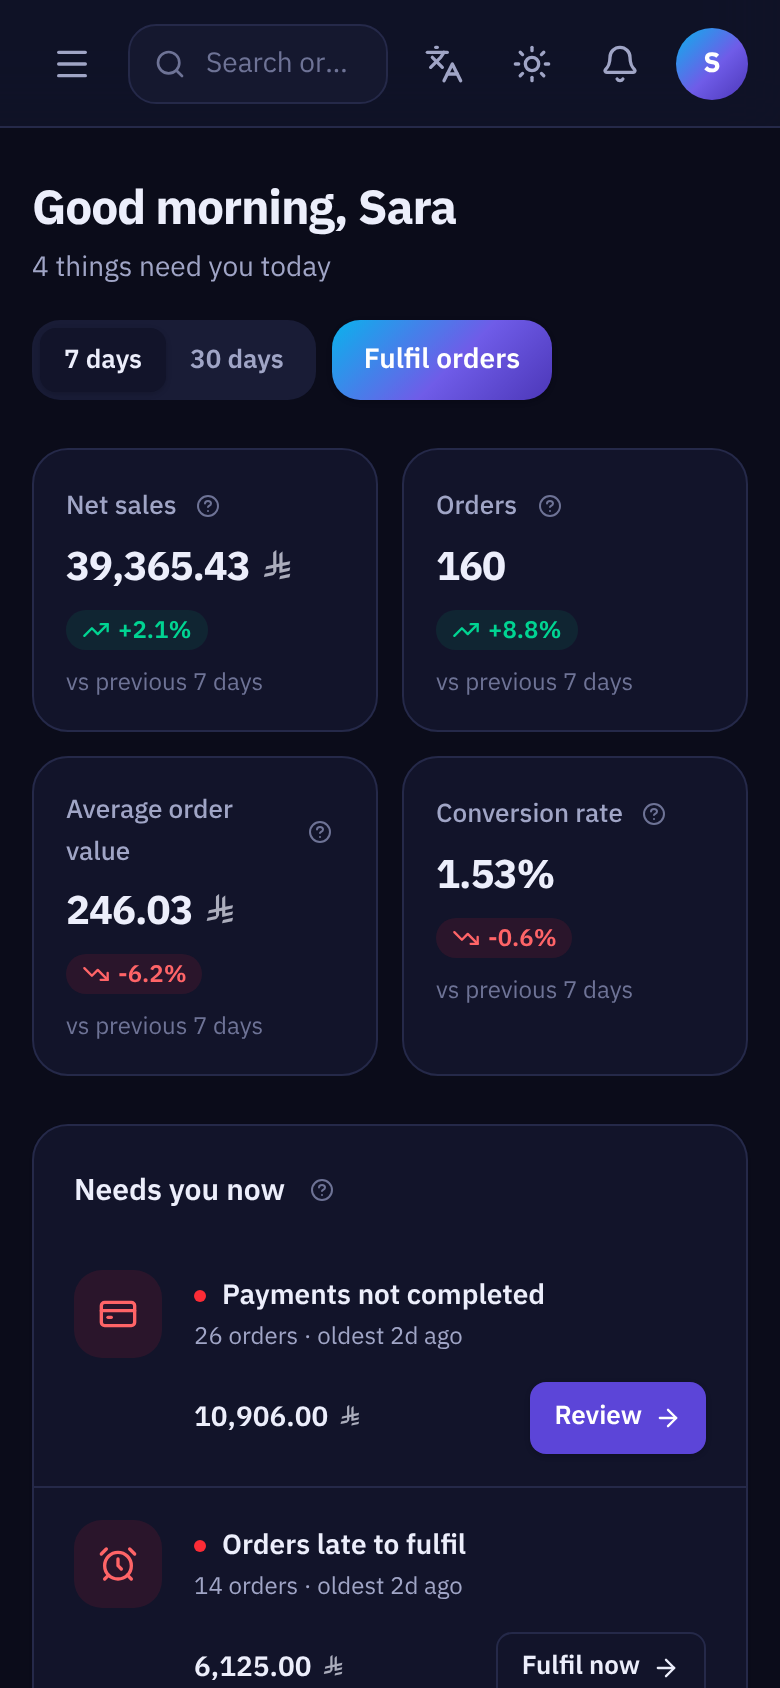 Search or...
S
Good morning, Sara
4 things need you today
7 days
30 days
Fulfil orders
Net sales
39,365.43
+2.1%
vs previous 7 days
Orders
160
+8.8%
vs previous 7 days
Average order
value
246.03
-6.2%
vs previous 7 days
Conversion rate
1.53%
-0.6%
vs previous 7 days
Needs you now
Payments not completed
26 orders · oldest 2d ago
10,906.00
Review
Orders late to fulfil
14 orders · oldest 2d ago
6,125.00
Fulfil now